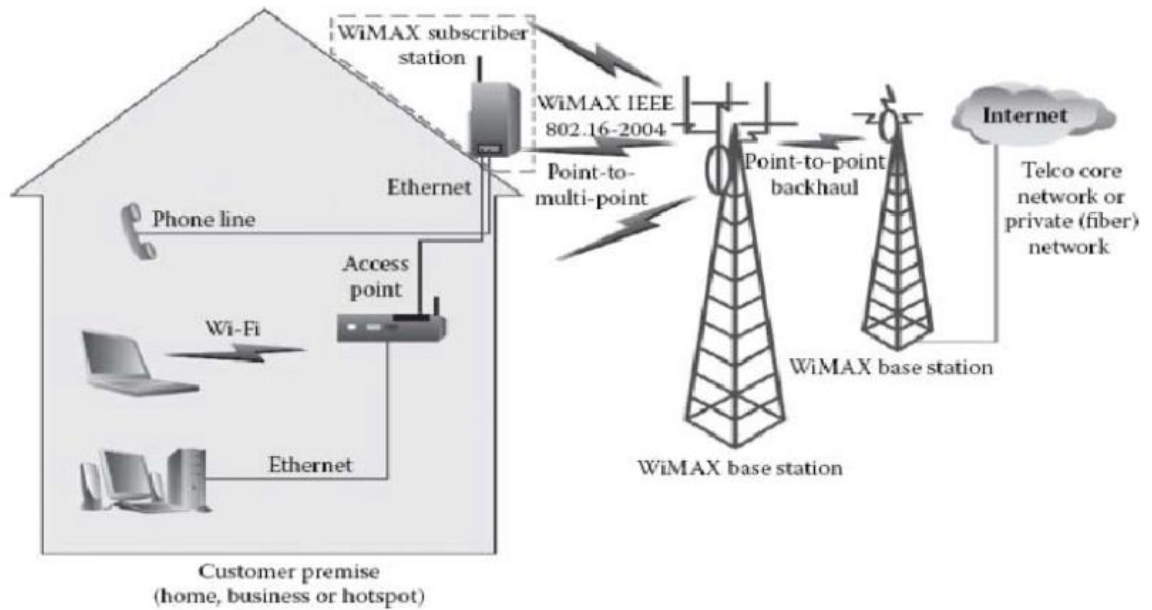 WiMAX subscriber
station
WiMAX IEEE
802.16-2004
Point-to-
multi-point
Ethernet
Phone line
Access
point
Wi-Fi
Ethernet
Customer premise
(home, business or hotspot)
Point-to-point
backhaul
WiMAX base station
WiMAX base station
Internet
Telco core
network or
private (fiber)
network